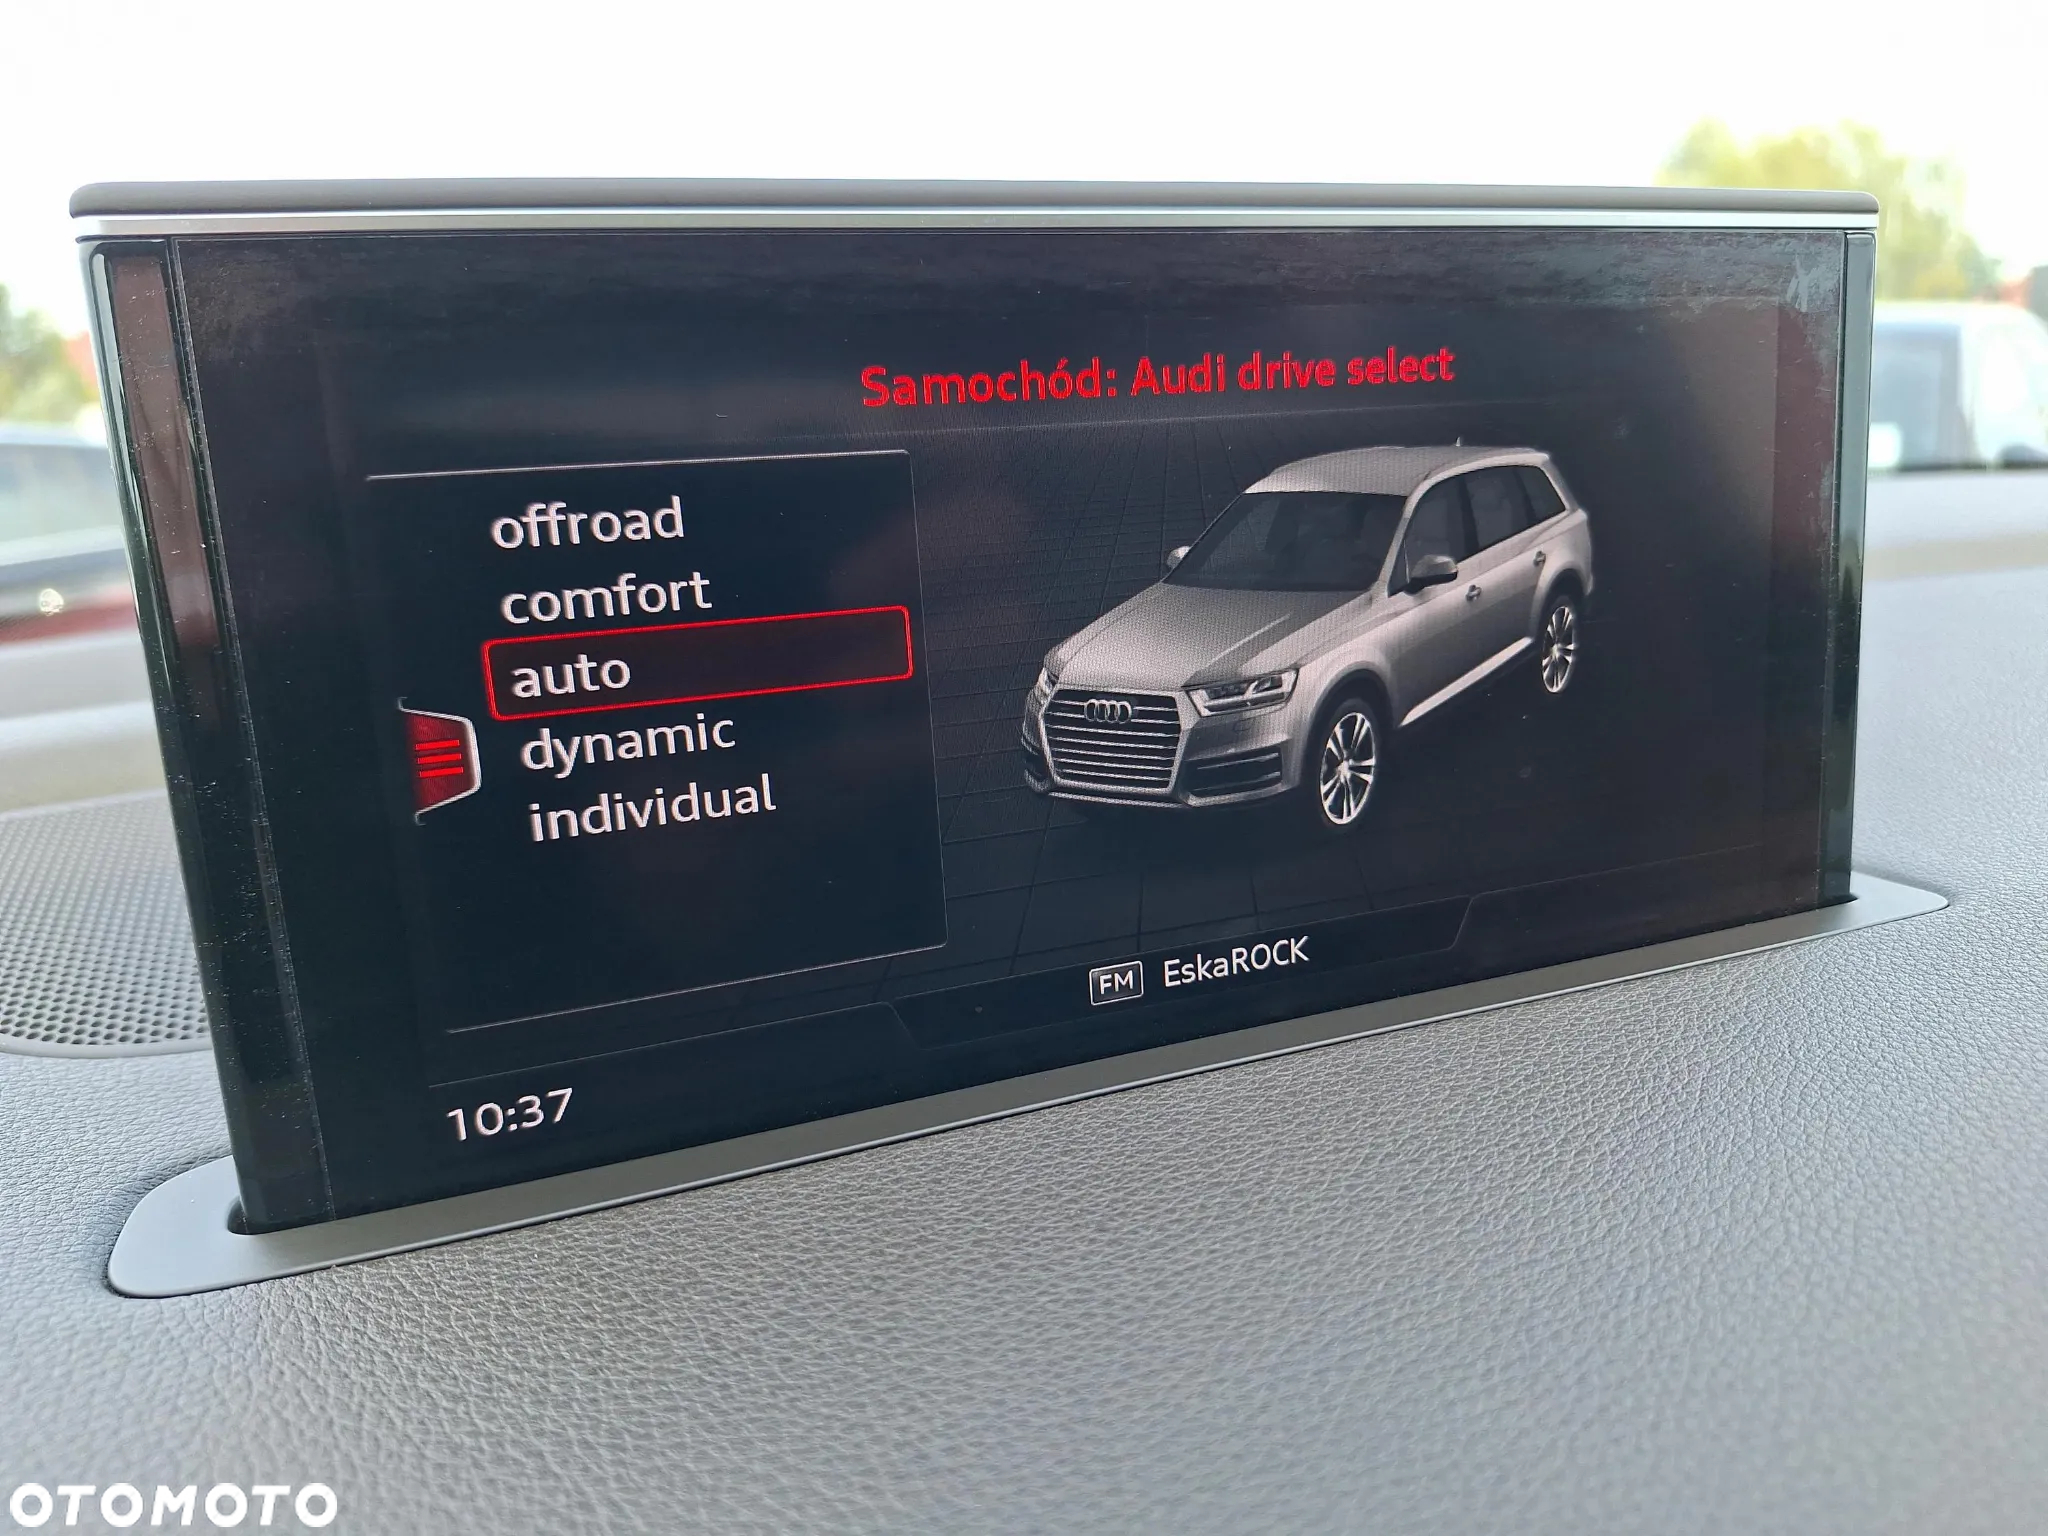 Samochód: Audi drive select
offroad
comfort
auto
dynamic
individual
FM EskaROCK
10:37
OTOMOTO